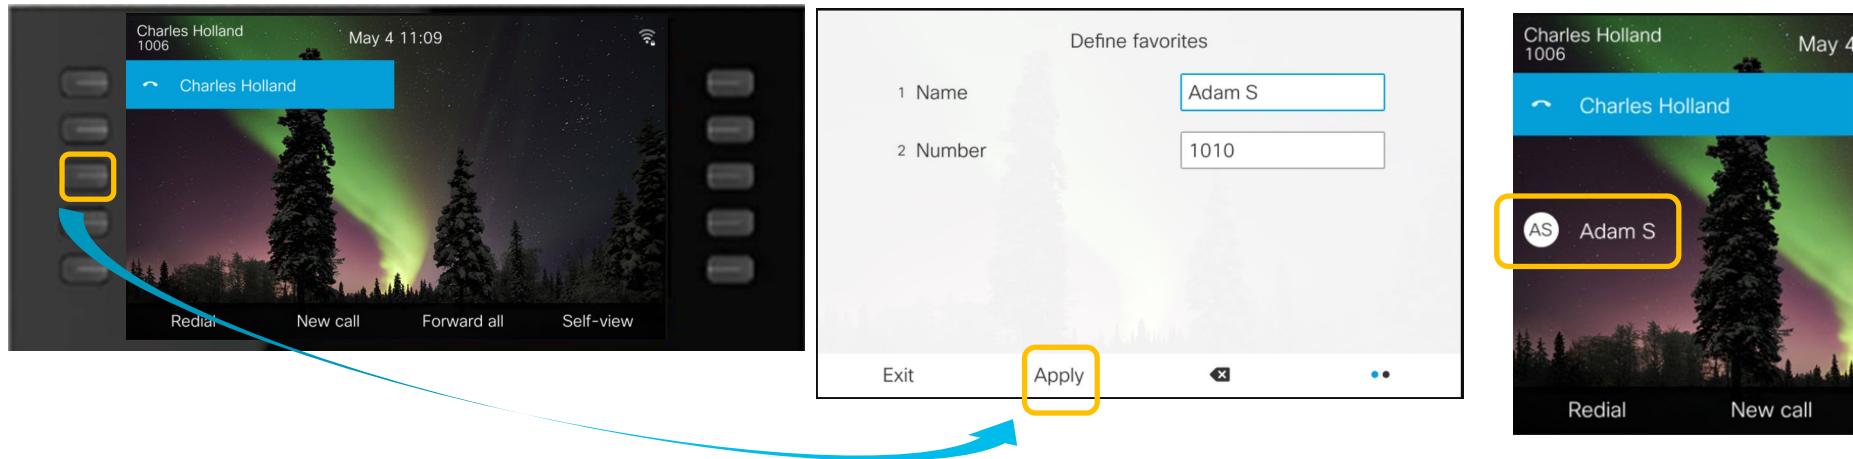 Charles Holland
1006
May 4 11:09
Charles Holland
Redial New call Forward all Self-view
Define favorites
1 Name Adam S
2 Number 1010
Exit Apply
Charles Holland
1006
May 4
Charles Holland
AS Adam S
Redial New call